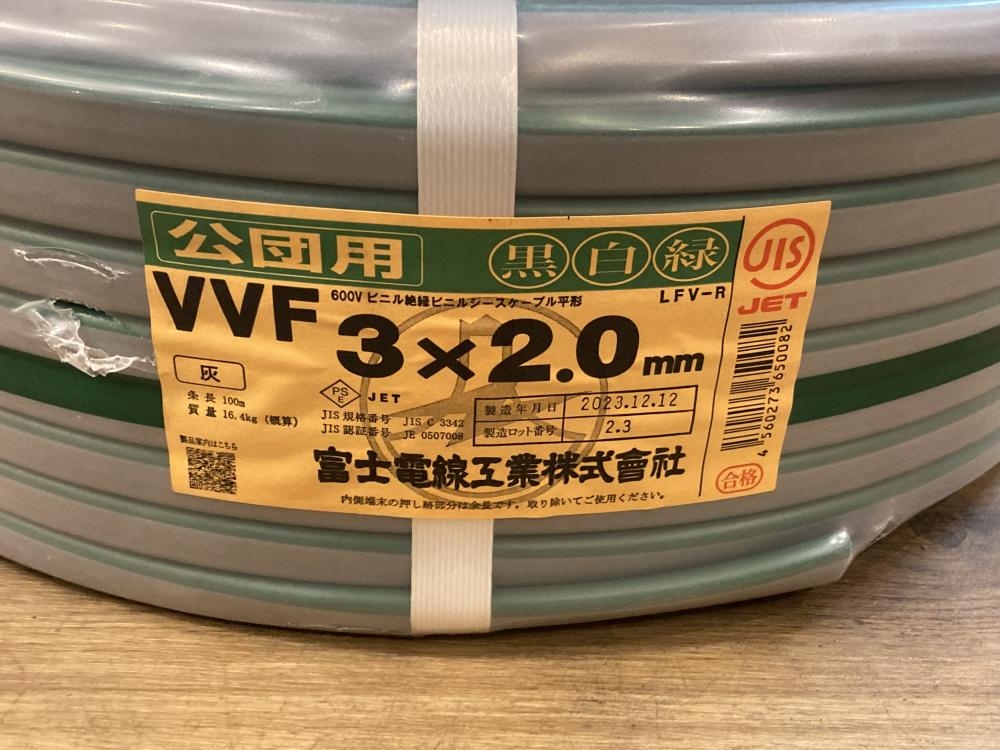 公団用 黒 白 緑
VVF 600V ビニル絶縁ビニルシースケーブル平形 LFV-R
3×2.0mm
灰
条長 100m
質量 16.4kg (概算)
製品案内はこちら
PSE JET
JIS 規格番号 JIS C 3342
JIS 認証番号 JE 0507008
製造年月日 2023.12.12
製造ロット番号 2.3
富士電線工業株式會社
内側端末の押し跡部分は余長です。取り除いてご使用ください。
JIS
JET
4560273650082
合格